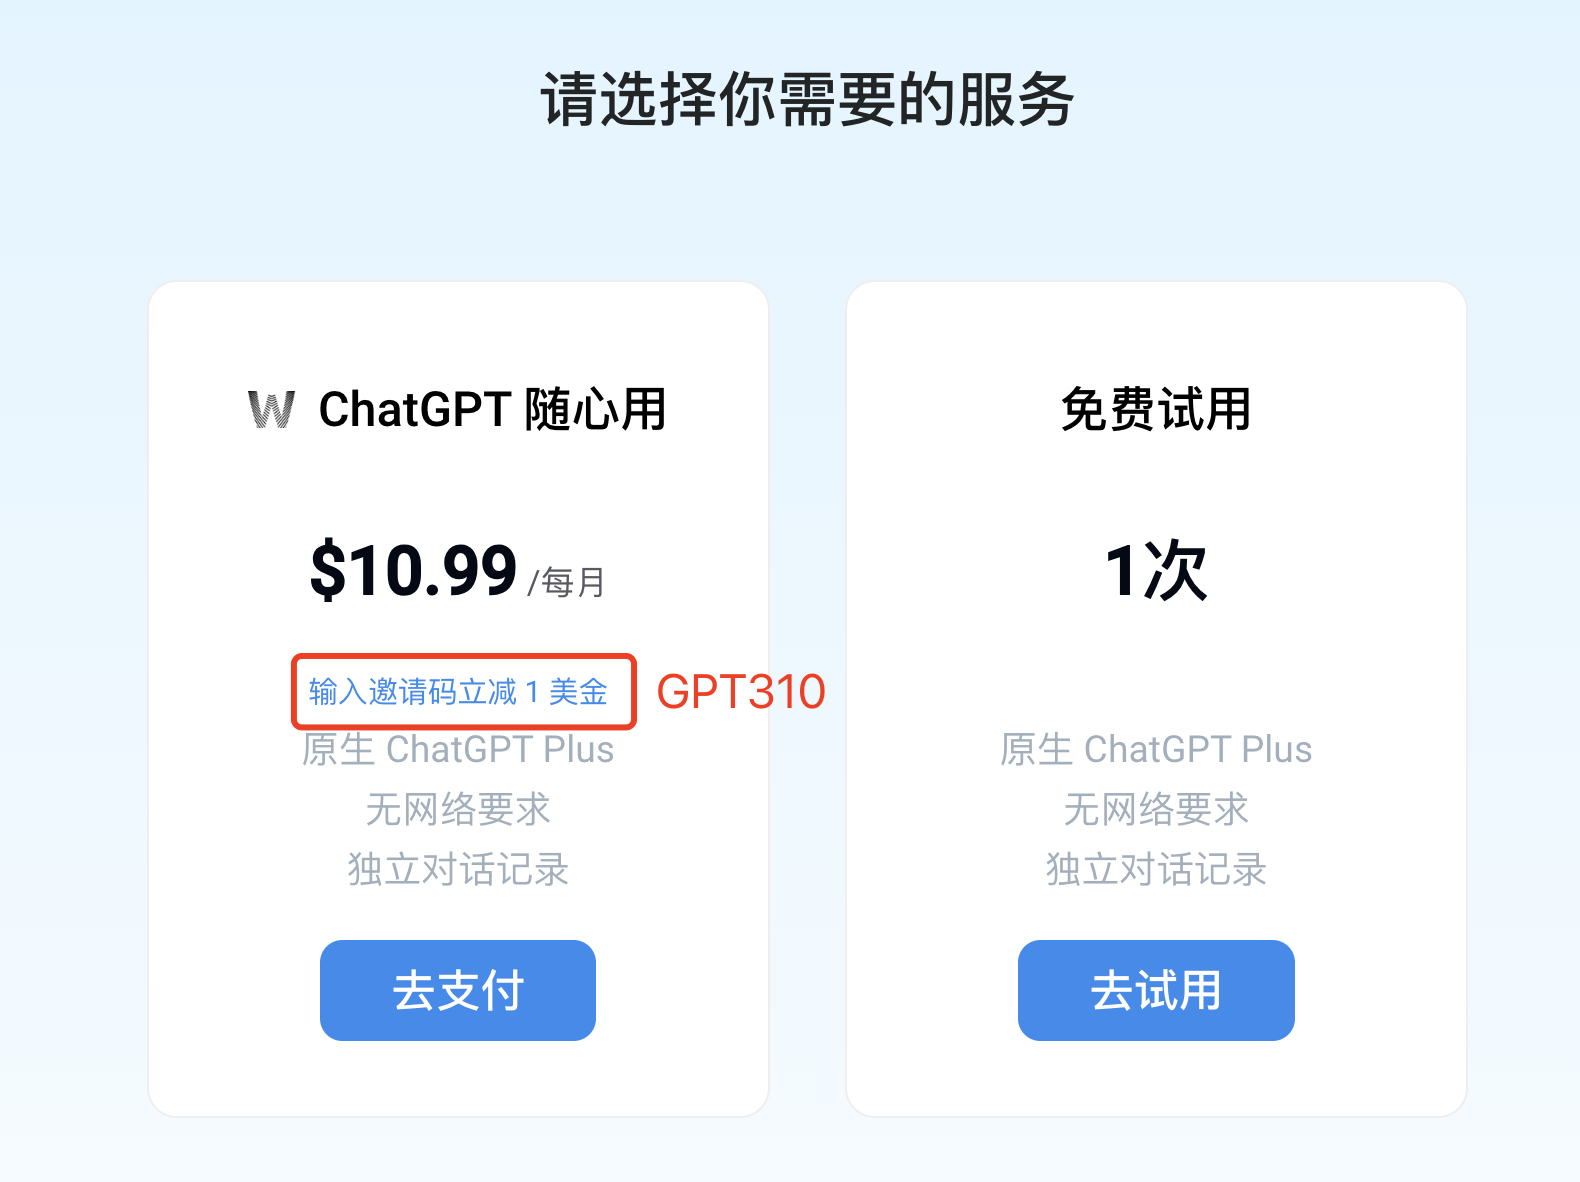 请选择你需要的服务
ChatGPT 随心用
$10.99 /每月
输入邀请码立减 1 美金
GPT310
原生 ChatGPT Plus
无网络要求
独立对话记录
去支付
免费试用
1次
原生 ChatGPT Plus
无网络要求
独立对话记录
去试用